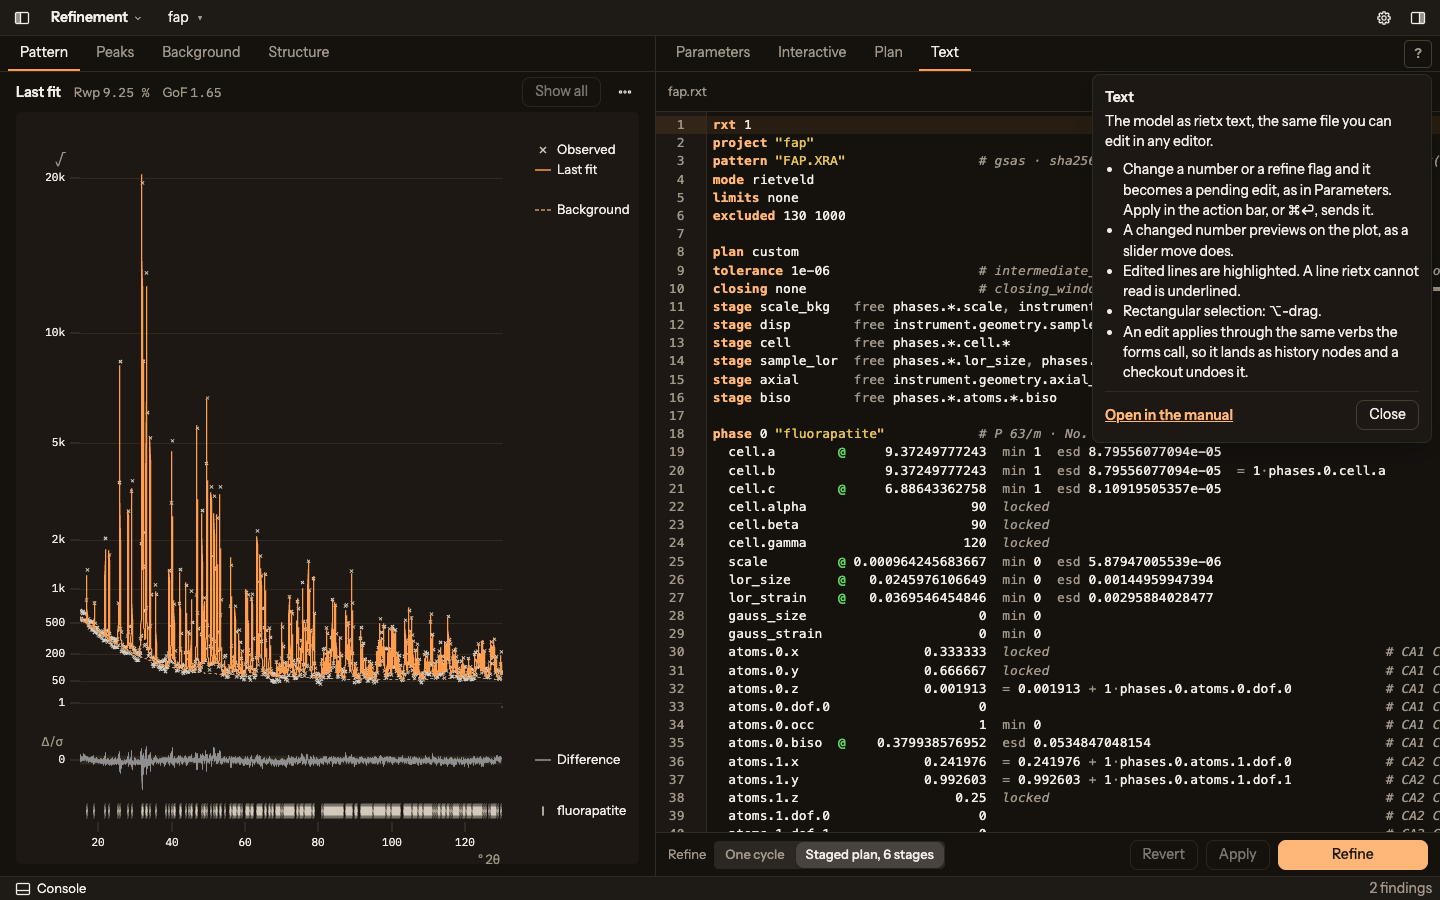 Refinement fap
Pattern Peaks Background Structure
Last fit Rwp 9.25 % GoF 1.65 Show all
√
20k
10k
5k
2k
1k
500
200
50
1
Δ/σ
0
20 40 60 80 100 120
°2θ
Observed
Last fit
Background
Difference
fluorapatite
Parameters Interactive Plan Text ?
fap.rxt
1 rxt 1
2 project "fap"
3 pattern "FAP.XRA" # gsas · sha256
4 mode rietveld
5 limits none
6 excluded 130 1000
7
8 plan custom
9 tolerance 1e-06 # intermediate_
10 closing none # closing_windo
11 stage scale_bkg free phases.*.scale, instrument
12 stage disp free instrument.geometry.sample
13 stage cell free phases.*.cell.*
14 stage sample_lor free phases.*.lor_size, phases.
15 stage axial free instrument.geometry.axial_
16 stage biso free phases.*.atoms.*.biso
17
18 phase 0 "fluorapatite" # P 63/m · No.
19 cell.a @ 9.37249777243 min 1 esd 8.79556077094e-05
20 cell.b 9.37249777243 min 1 esd 8.79556077094e-05 = 1·phases.0.cell.a
21 cell.c @ 6.88643362758 min 1 esd 8.10919505357e-05
22 cell.alpha 90 locked
23 cell.beta 90 locked
24 cell.gamma 120 locked
25 scale @ 0.000964245683667 min 0 esd 5.87947005539e-06
26 lor_size @ 0.0245976106649 min 0 esd 0.00144959947394
27 lor_strain @ 0.0369546454846 min 0 esd 0.00295884028477
28 gauss_size 0 min 0
29 gauss_strain 0 min 0
30 atoms.0.x 0.333333 locked # CA1 C
31 atoms.0.y 0.666667 locked # CA1 C
32 atoms.0.z 0.001913 = 0.001913 + 1·phases.0.atoms.0.dof.0 # CA1 C
33 atoms.0.dof.0 0 # CA1 C
34 atoms.0.occ 1 min 0 # CA1 C
35 atoms.0.biso @ 0.379938576952 esd 0.0534847048154 # CA1 C
36 atoms.1.x 0.241976 = 0.241976 + 1·phases.0.atoms.1.dof.0 # CA2 C
37 atoms.1.y 0.992603 = 0.992603 + 1·phases.0.atoms.1.dof.1 # CA2 C
38 atoms.1.z 0.25 locked # CA2 C
39 atoms.1.dof.0 0 # CA2 C
Text
The model as rietx text, the same file you can
edit in any editor.
• Change a number or a refine flag and it
becomes a pending edit, as in Parameters.
Apply in the action bar, or ⌘↩, sends it.
• A changed number previews on the plot, as a
slider move does.
• Edited lines are highlighted. A line rietx cannot
read is underlined.
• Rectangular selection: ⌥-drag.
• An edit applies through the same verbs the
forms call, so it lands as history nodes and a
checkout undoes it.
Open in the manual Close
Refine One cycle Staged plan, 6 stages Revert Apply Refine
Console 2 findings